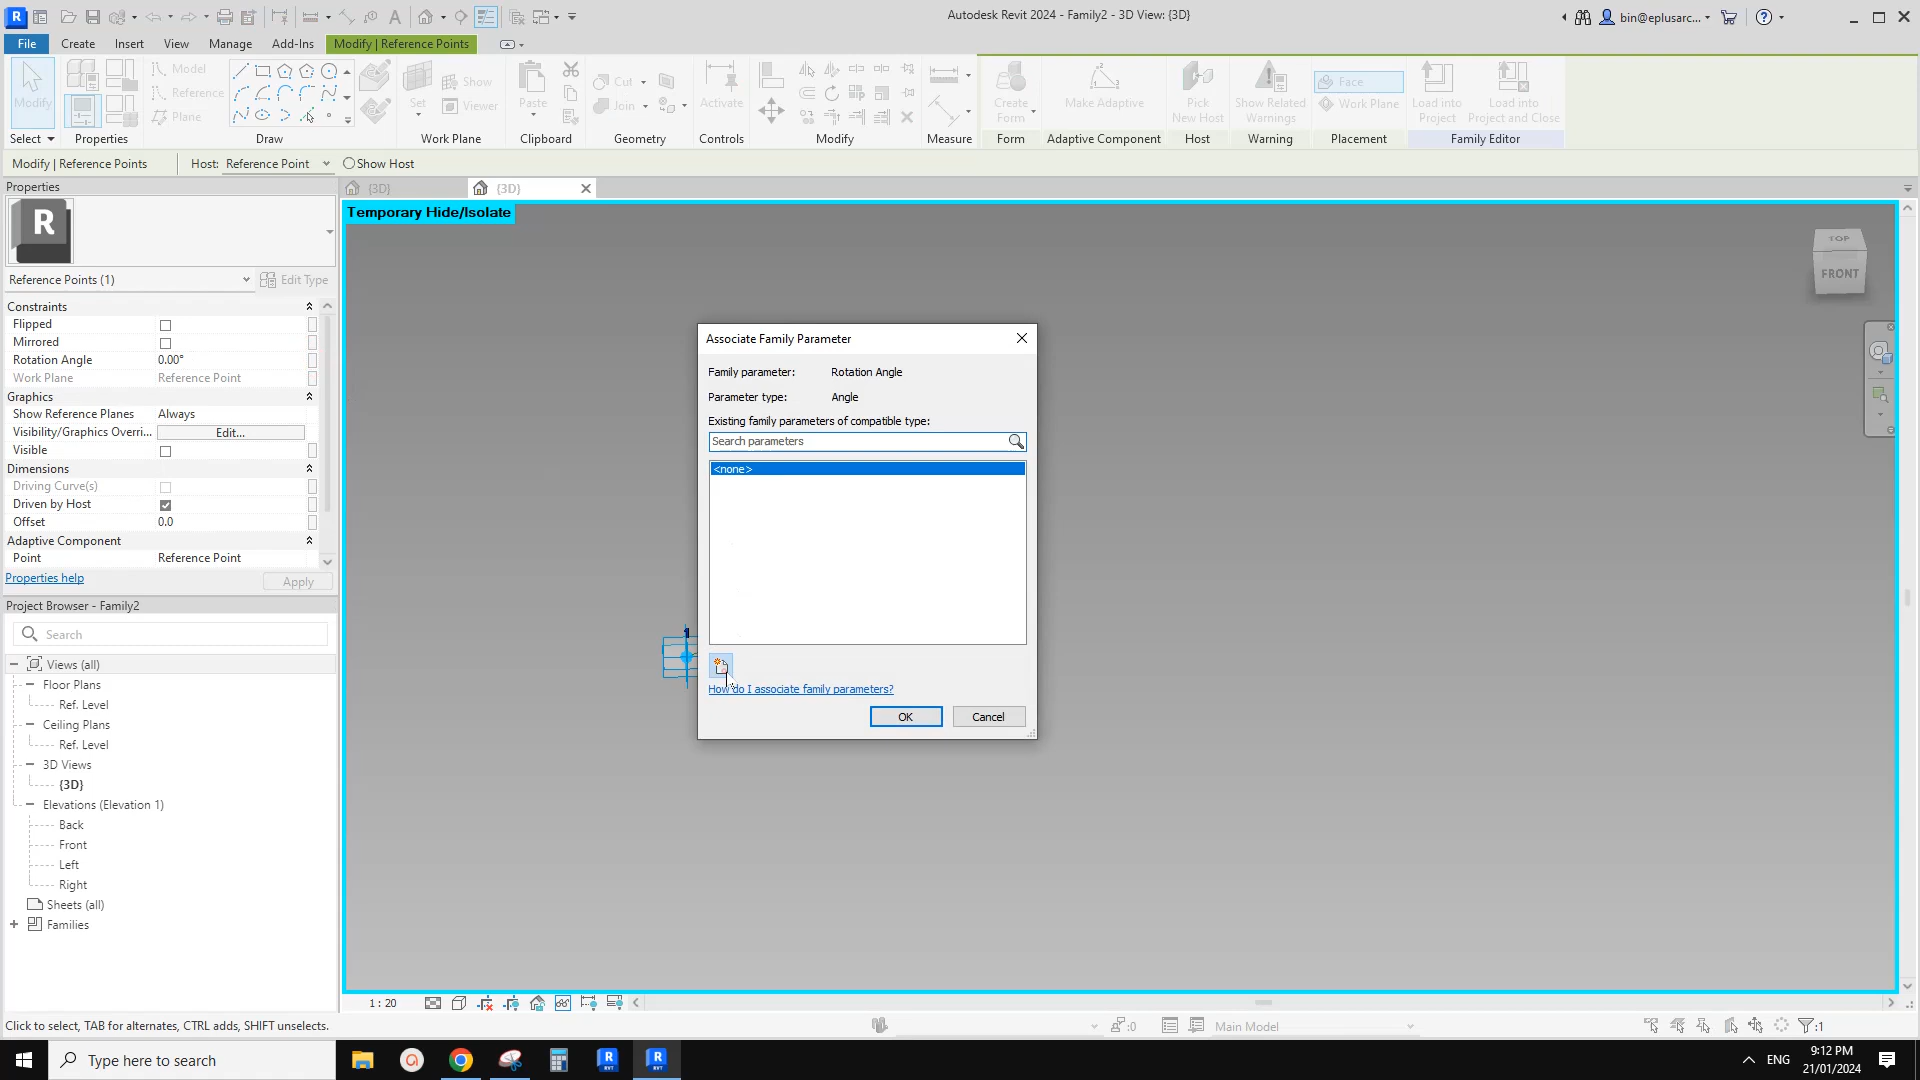 Autodesk Revit 2024 - Family2 - 3D View: {3D}
bin@eplusarc...
File
Create
Insert
View
Manage
Add-Ins
Modify | Reference Points
Modify
Model
Reference
Plane
Set
Show
Viewer
Paste
Cut
Join
Activate
Create
Form
Make Adaptive
Pick
New Host
Show Related
Warnings
Face
Work Plane
Load into
Project
Load into
Project and Close
Select
Properties
Draw
Work Plane
Clipboard
Geometry
Controls
Modify
Measure
Form
Adaptive Component
Host
Warning
Placement
Family Editor
Modify | Reference Points
Host: Reference Point
Show Host
Properties
{3D}
{3D}
R
Reference Points (1)
Edit Type
Constraints
Flipped
Mirrored
Rotation Angle 0.00°
Work Plane Reference Point
Graphics
Show Reference Planes Always
Visibility/Graphics Overri... Edit...
Visible
Dimensions
Driving Curve(s)
Driven by Host
Offset 0.0
Adaptive Component
Point Reference Point
Properties help
Apply
Project Browser - Family2
Search
Views (all)
Floor Plans
Ref. Level
Ceiling Plans
Ref. Level
3D Views
{3D}
Elevations (Elevation 1)
Back
Front
Left
Right
Sheets (all)
Families
Temporary Hide/Isolate
TOP
FRONT
1
Associate Family Parameter
Family parameter: Rotation Angle
Parameter type: Angle
Existing family parameters of compatible type:
Search parameters
<none>
How do I associate family parameters?
OK
Cancel
1 : 20
Click to select, TAB for alternates, CTRL adds, SHIFT unselects.
:0
Main Model
:1
Type here to search
ENG
9:12 PM
21/01/2024